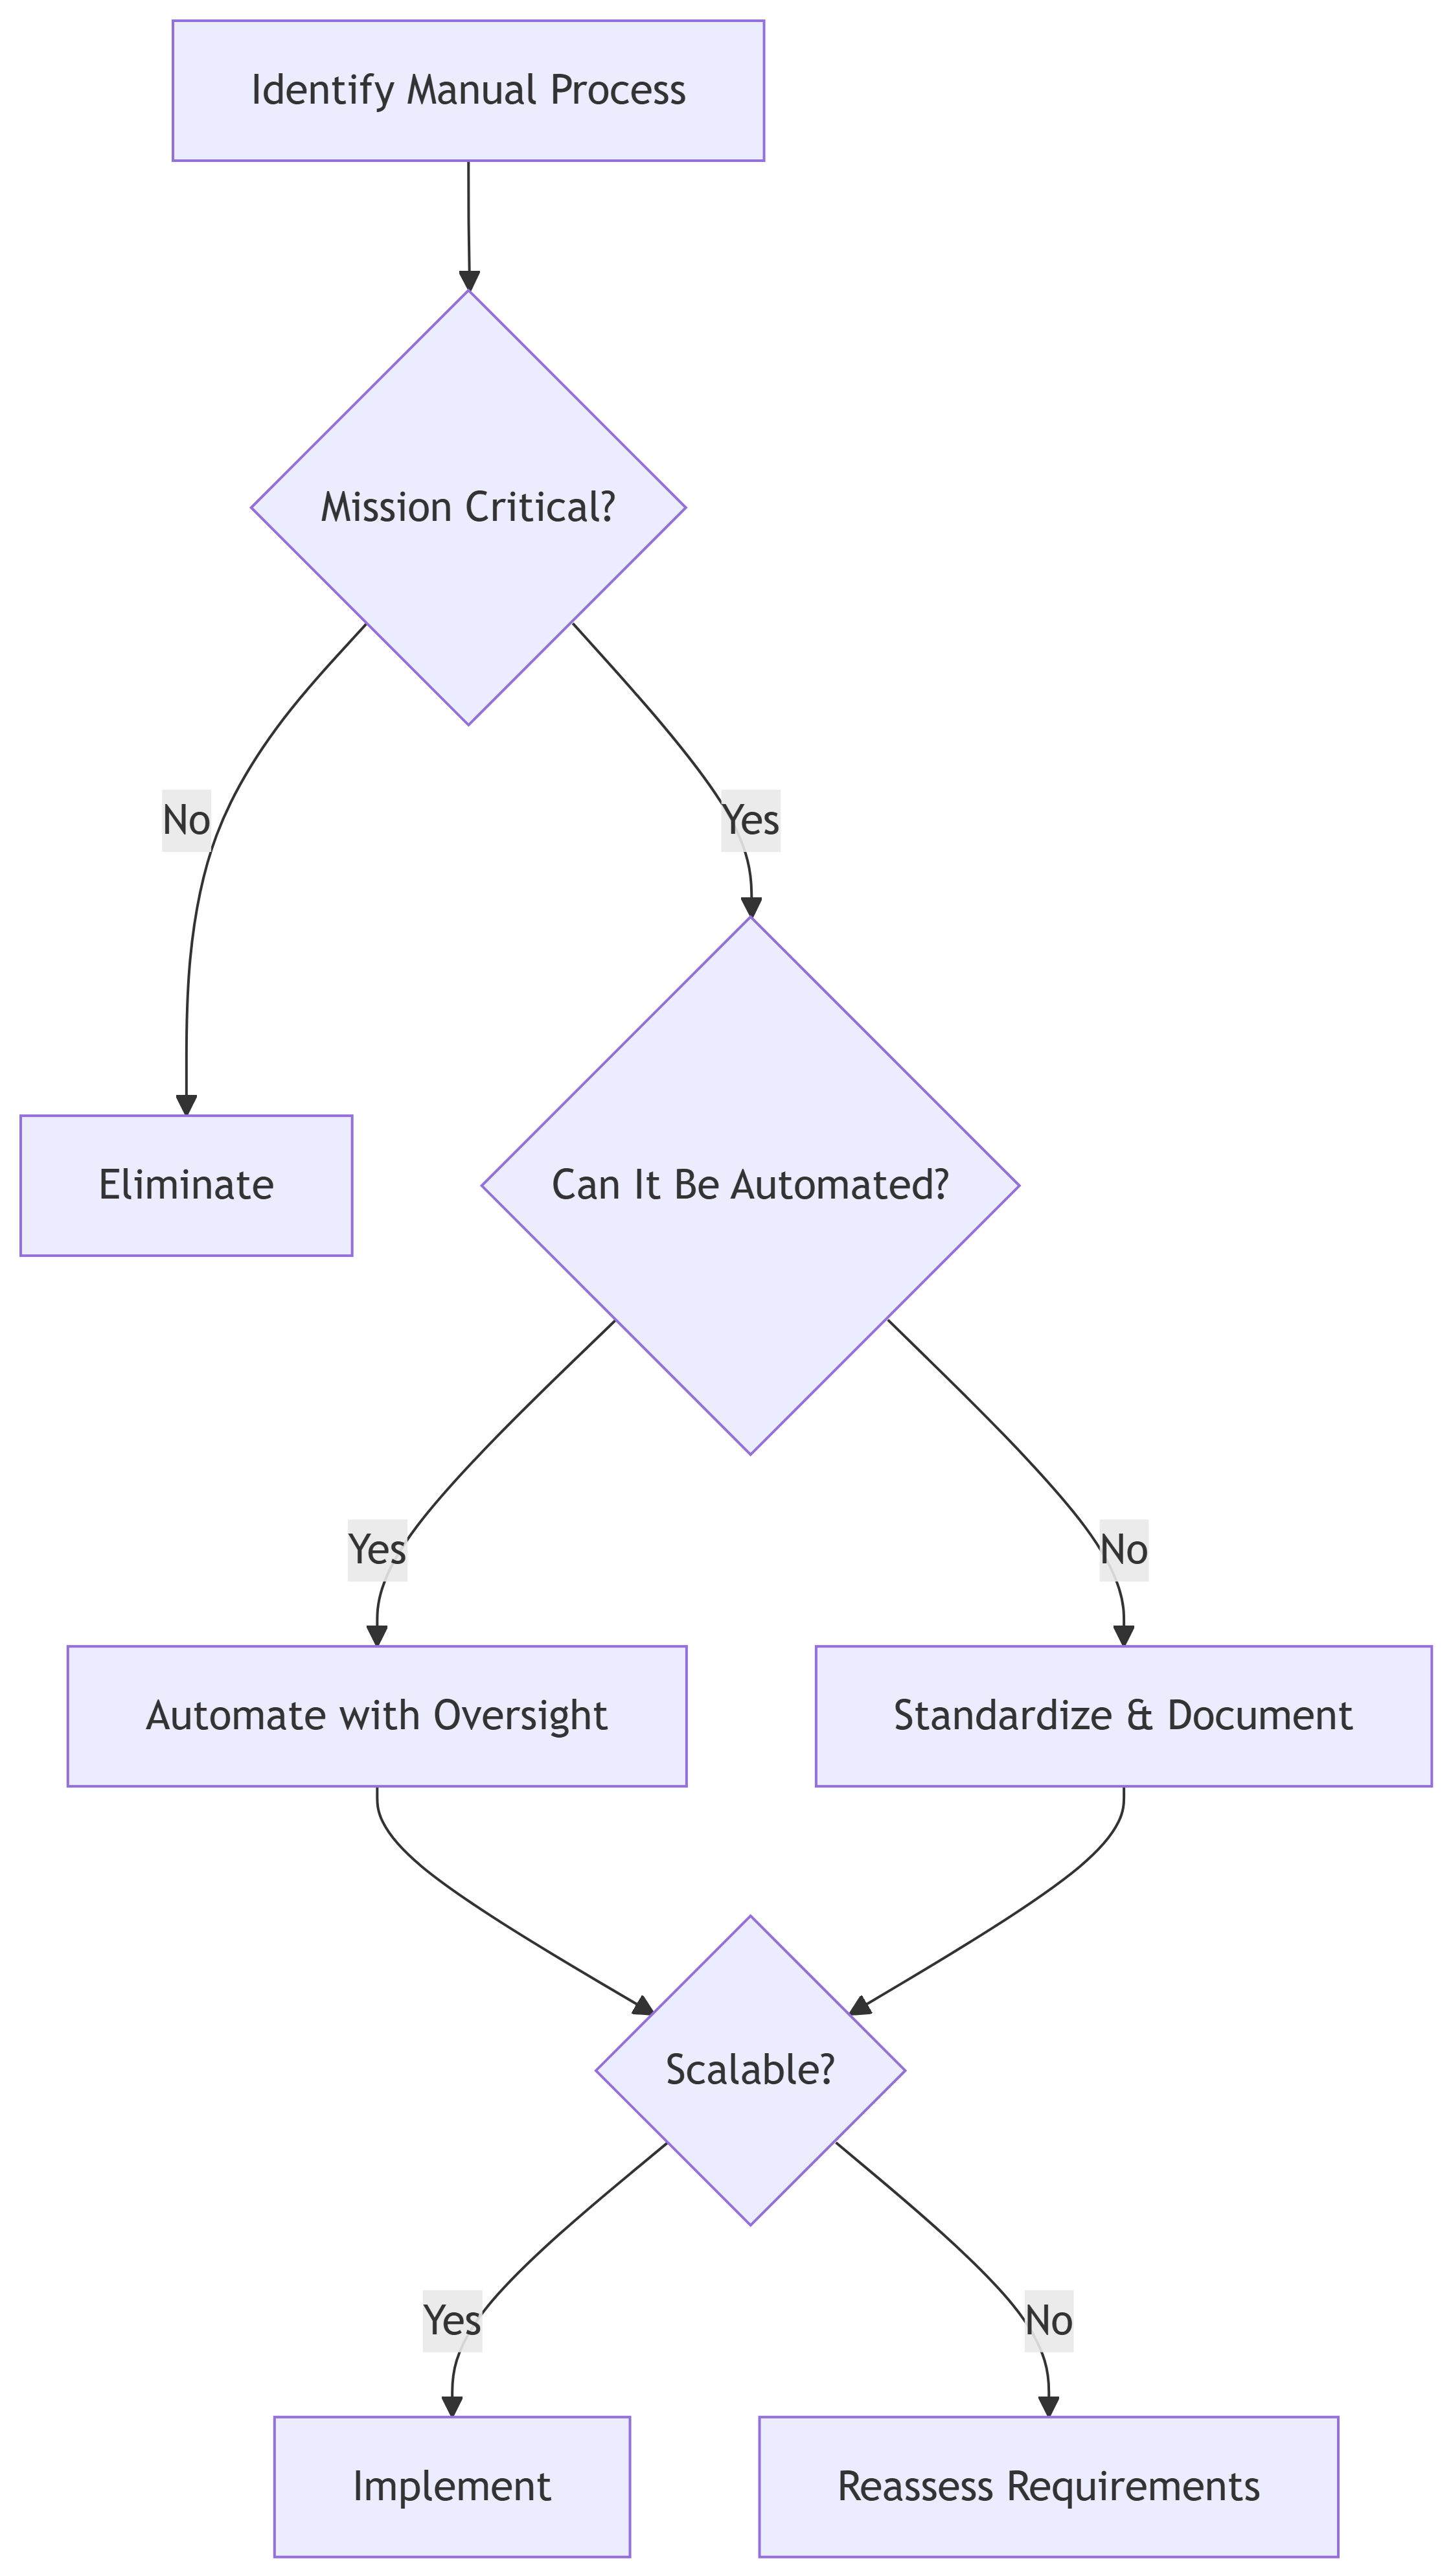 Identify Manual Process
Mission Critical?
No
Yes
Eliminate
Can It Be Automated?
Yes
No
Automate with Oversight
Standardize & Document
Scalable?
Yes
No
Implement
Reassess Requirements